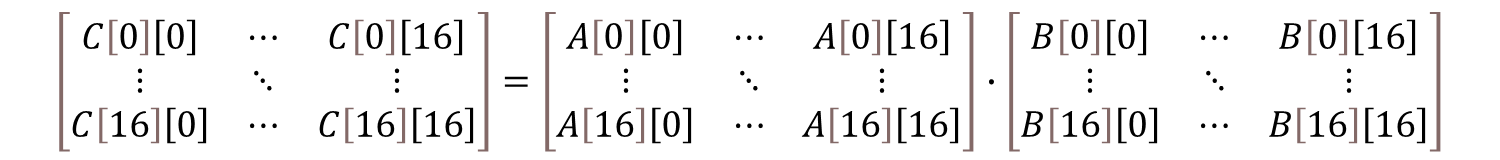 C[0][0] ⋯ C[0][16] = A[0][0] ⋯ A[0][16] · B[0][0] ⋯ B[0][16]
⋮ ⋱ ⋮ ⋮ ⋱ ⋮ ⋮ ⋱ ⋮
C[16][0] ⋯ C[16][16] A[16][0] ⋯ A[16][16] B[16][0] ⋯ B[16][16]